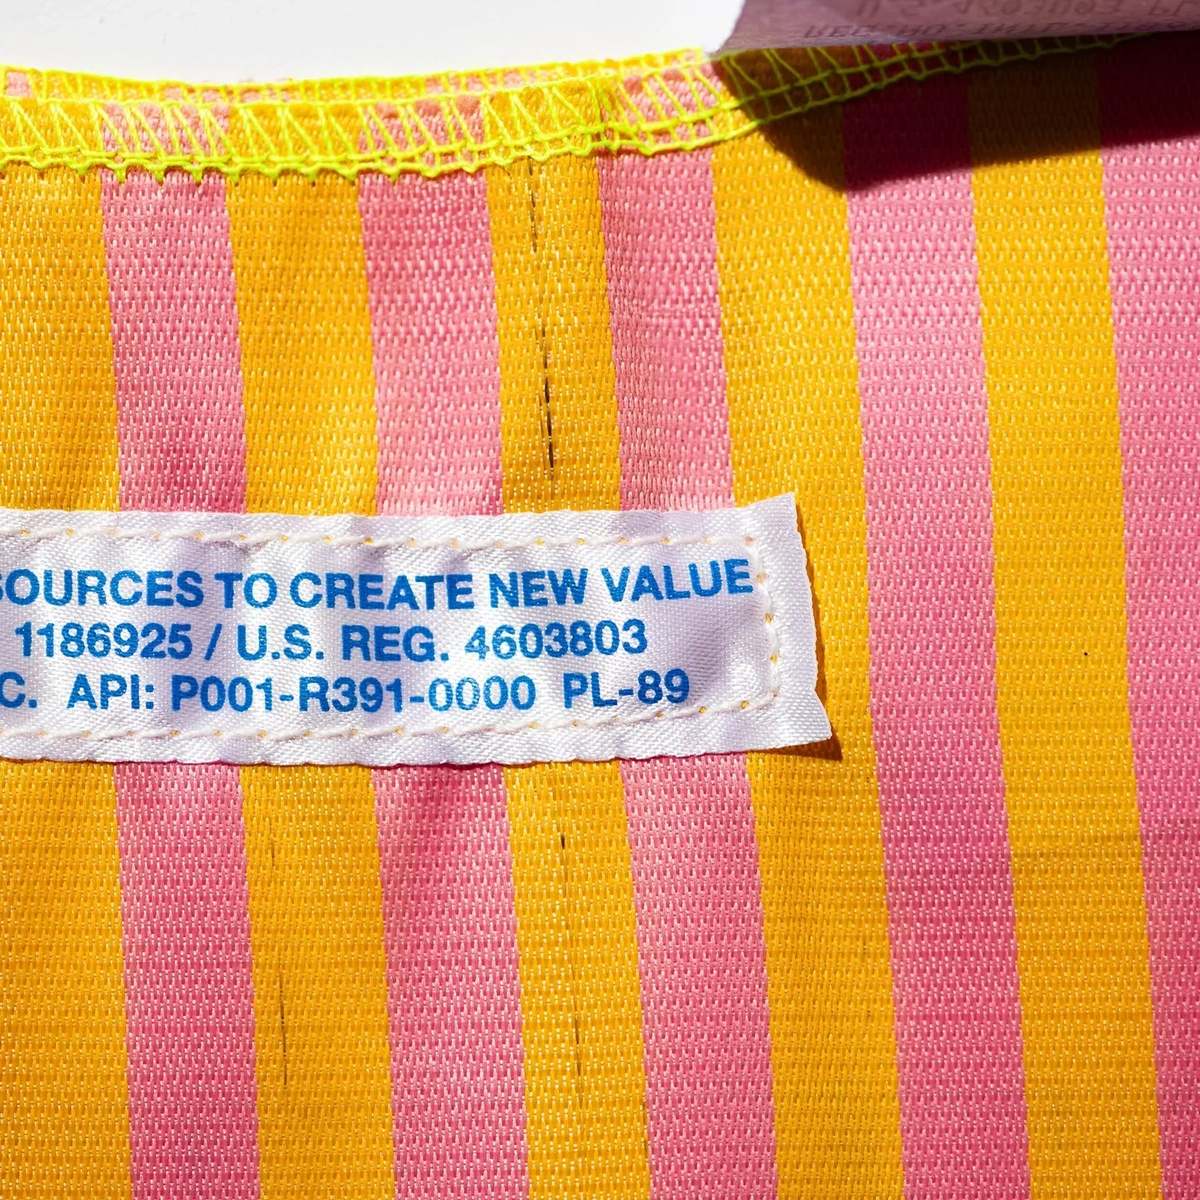 SOURCES TO CREATE NEW VALUE
1186925 / U.S. REG. 4603803
C. API: P001-R391-0000 PL-89